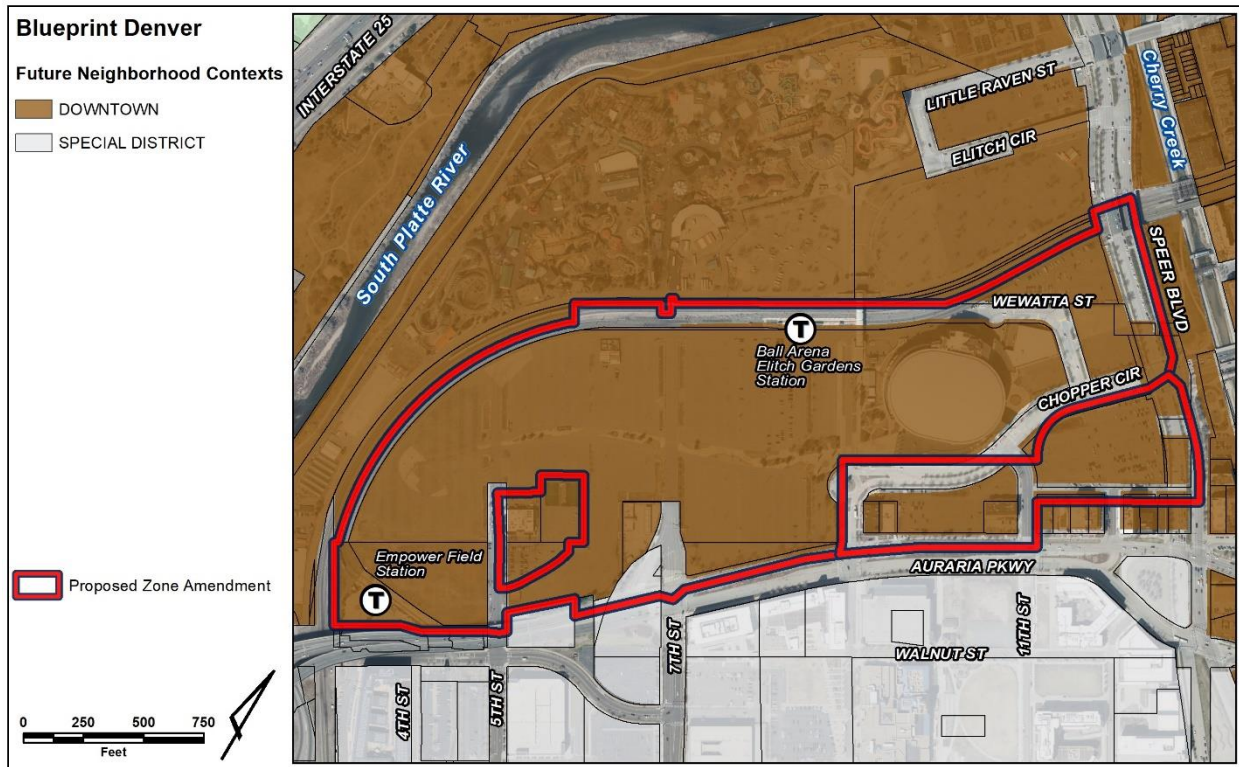 Blueprint Denver
Future Neighborhood Contexts
DOWNTOWN
SPECIAL DISTRICT
Proposed Zone Amendment
0 250 500 750
Feet
INTERSTATE 25
South Platte River
LITTLE RAVEN ST
ELITCH CIR
Cherry Creek
SPEER BLVD
WEWATTA ST
T
Ball Arena
Elitch Gardens
Station
CHOPPER CIR
Empower Field
Station
T
AURARIA PKWY
4TH ST
5TH ST
7TH ST
11TH ST
WALNUT ST